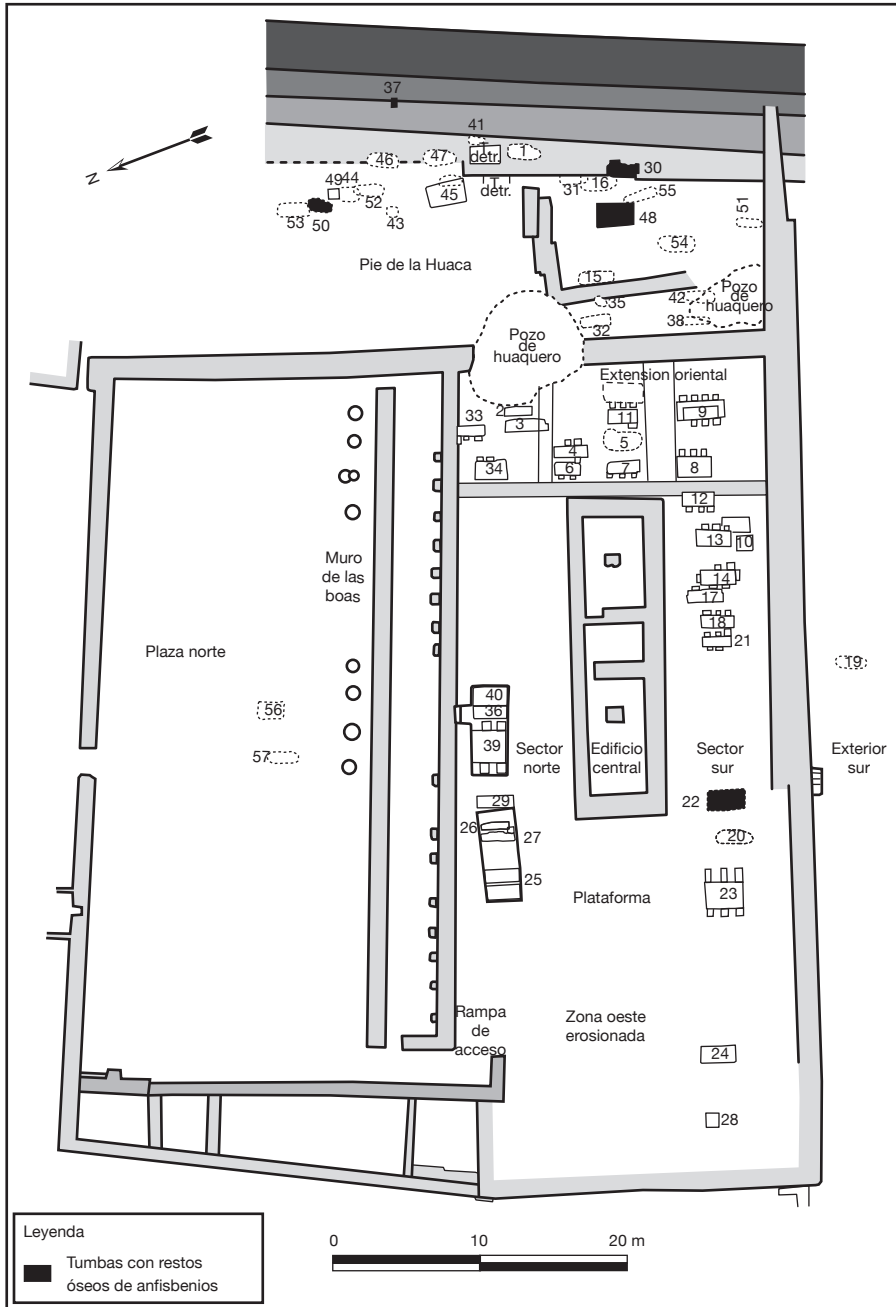 37
41
T.
detr.
1
30
46
47
T
detr.
31
16
55
49
44
52
45
48
51
53
50
43
54
N
Pie de la Huaca
15
42
Pozo
de
huaquero
35
38
32
Pozo
de
huaquero
Extension oriental
2
33
3
11
9
5
4
34
6
7
8
12
13
10
Muro
de las
boas
14
17
18
21
Plaza norte
19
40
56
36
57
39
Sector
norte
Edificio
central
Sector
sur
Exterior
sur
22
29
26
27
20
25
23
Plataforma
Rampa
de
acceso
Zona oeste
erosionada
24
28
Leyenda
Tumbas con restos
óseos de anfisbenios
0 10 20 m